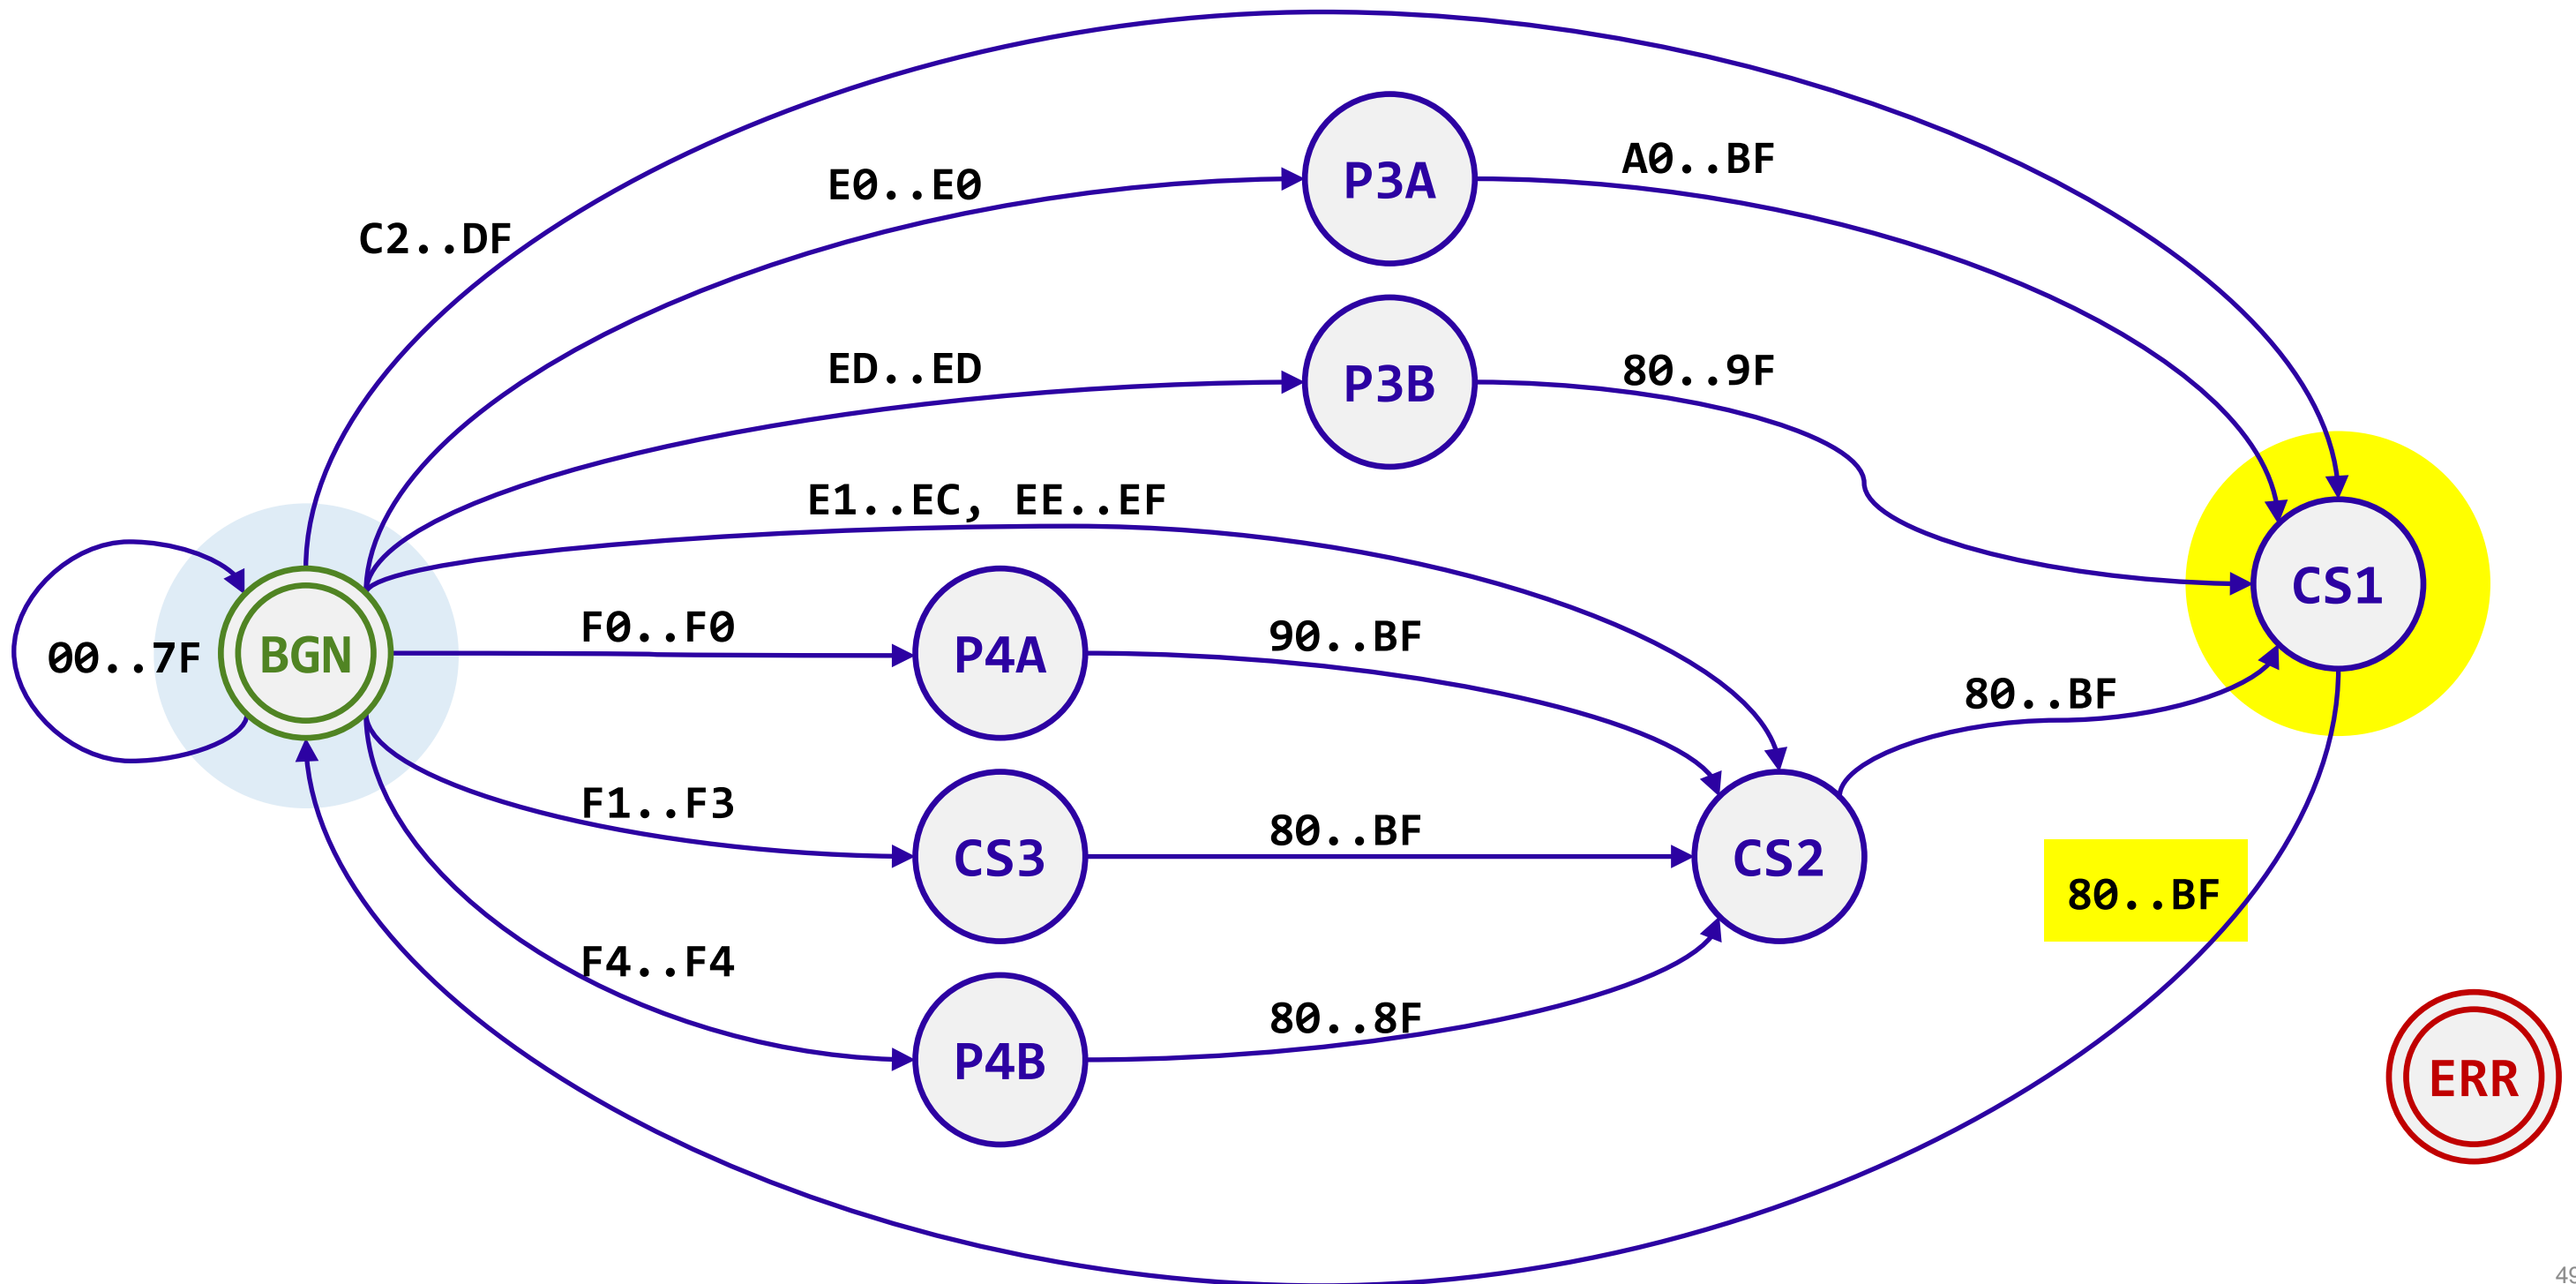 P3A
A0..BF
E0..E0
C2..DF
ED..ED
P3B
80..9F
E1..EC, EE..EF
CS1
00..7F
BGN
F0..F0
P4A
90..BF
80..BF
F1..F3
CS3
80..BF
CS2
80..BF
F4..F4
P4B
80..8F
ERR
49